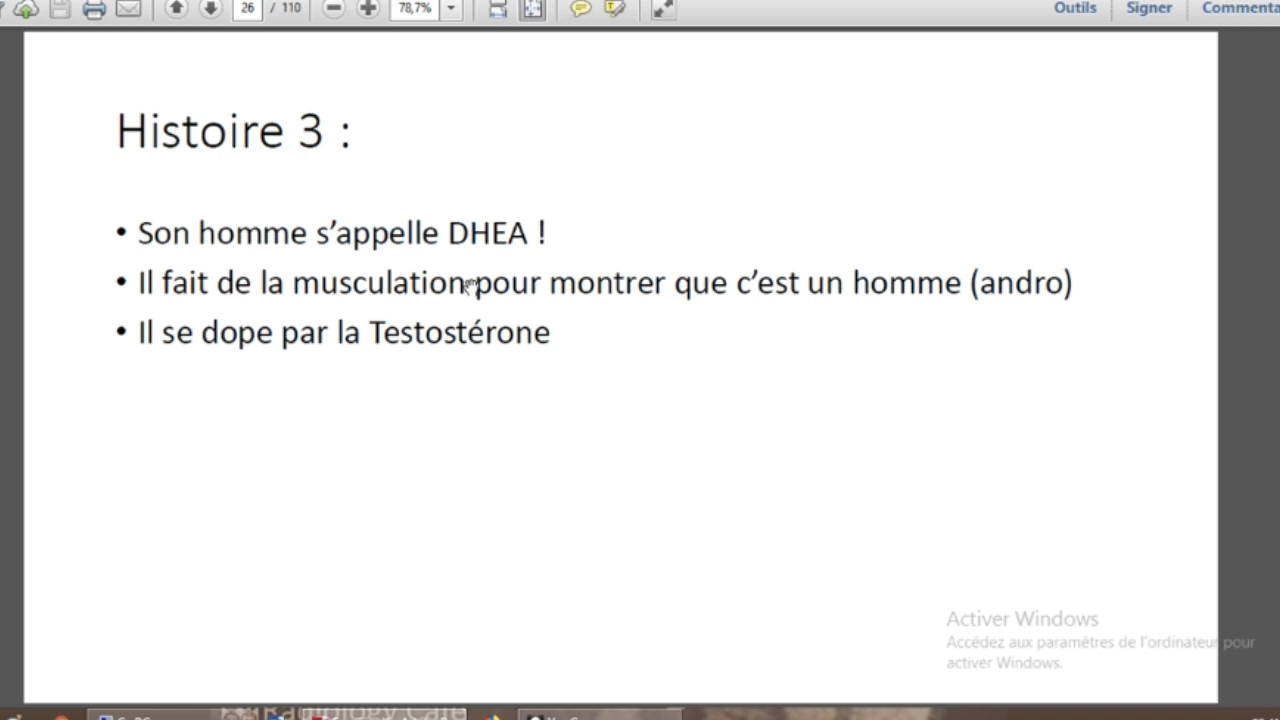 26 / 110
78,7%
Outils
Signer
Commenta
Histoire 3 :
• Son homme s’appelle DHEA !
• Il fait de la musculation pour montrer que c’est un homme (andro)
• Il se dope par la Testostérone
Activer Windows
Accédez aux paramètres de l'ordinateur pour
activer Windows.